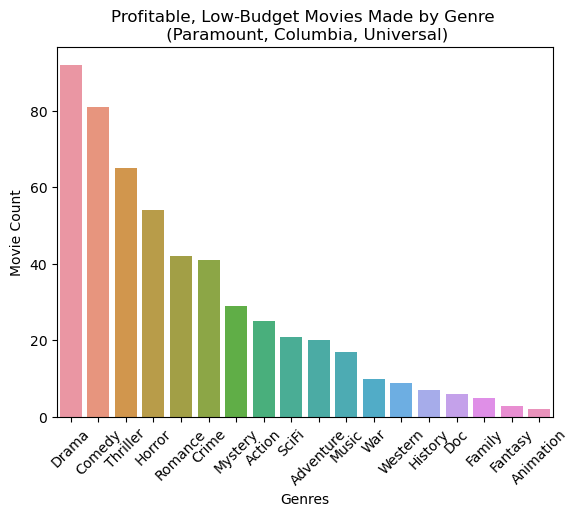 Profitable, Low-Budget Movies Made by Genre
(Paramount, Columbia, Universal)
Movie Count
80
60
40
20
0
Drama
Comedy
Thriller
Horror
Romance
Crime
Mystery
Action
SciFi
Adventure
Music
War
Western
History
Doc
Family
Fantasy
Animation
Genres